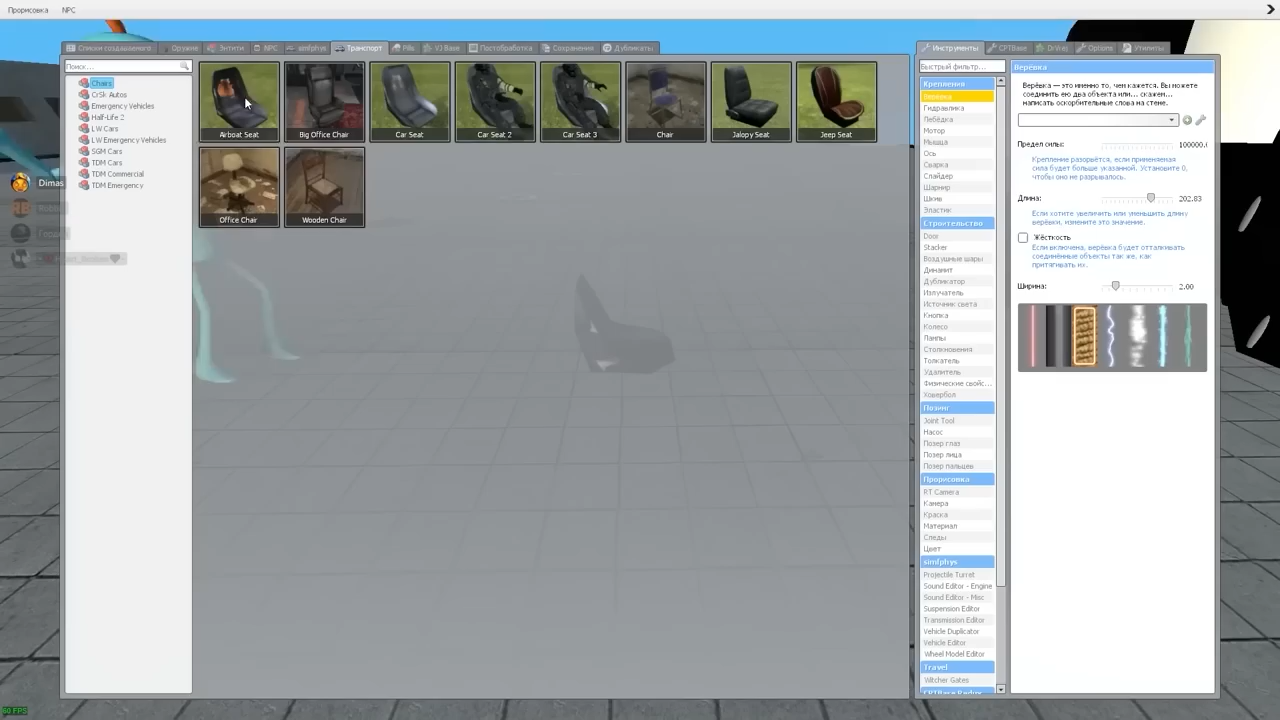 Прорисовка NPC
Списки создаваемого Оружие Энтити NPC simfphys Транспорт Pills VJ Base Постобработка Сохранения Дубликаты
Инструменты CPTBase DrVrej Options Утилиты
Поиск...
Chairs
CrSk Autos
Emergency Vehicles
Half-Life 2
LW Cars
LW Emergency Vehicles
SGM Cars
TDM Cars
TDM Commercial
TDM Emergency
Airboat Seat
Big Office Chair
Car Seat
Car Seat 2
Car Seat 3
Chair
Jalopy Seat
Jeep Seat
Office Chair
Wooden Chair
Dimas
Быстрый фильтр...
Крепления
Верёвка
Гидравлика
Лебёдка
Мотор
Мышца
Ось
Сварка
Слайдер
Шарнир
Шкив
Эластик
Строительство
Door
Stacker
Воздушные шары
Динамит
Дубликатор
Излучатель
Источник света
Кнопка
Колесо
Лампы
Столкновения
Толкатель
Удалитель
Физические свойс...
Ховербол
Позинг
Joint Tool
Насос
Позер глаз
Позер лица
Позер пальцев
Прорисовка
RT Camera
Камера
Краска
Материал
Следы
Цвет
simfphys
Projectile Turret
Sound Editor - Engine
Sound Editor - Misc
Suspension Editor
Transmission Editor
Vehicle Duplicator
Vehicle Editor
Wheel Model Editor
Travel
Witcher Gates
CPTBase Redux
Верёвка
Верёвка — это именно то, чем кажется. Вы можете
соединить ею два объекта или... скажем...
написать оскорбительные слова на стене.
Предел силы: 100000.
Крепление разорвётся, если применяемая
сила будет больше указанной. Установите 0,
чтобы оно не разрывалось.
Длина: 202.83
Если хотите увеличить или уменьшить длину
верёвки, измените это значение.
Жёсткость
Если включена, верёвка будет отталкивать
соединённые объекты так же, как
притягивать их.
Ширина: 2.00
60 FPS